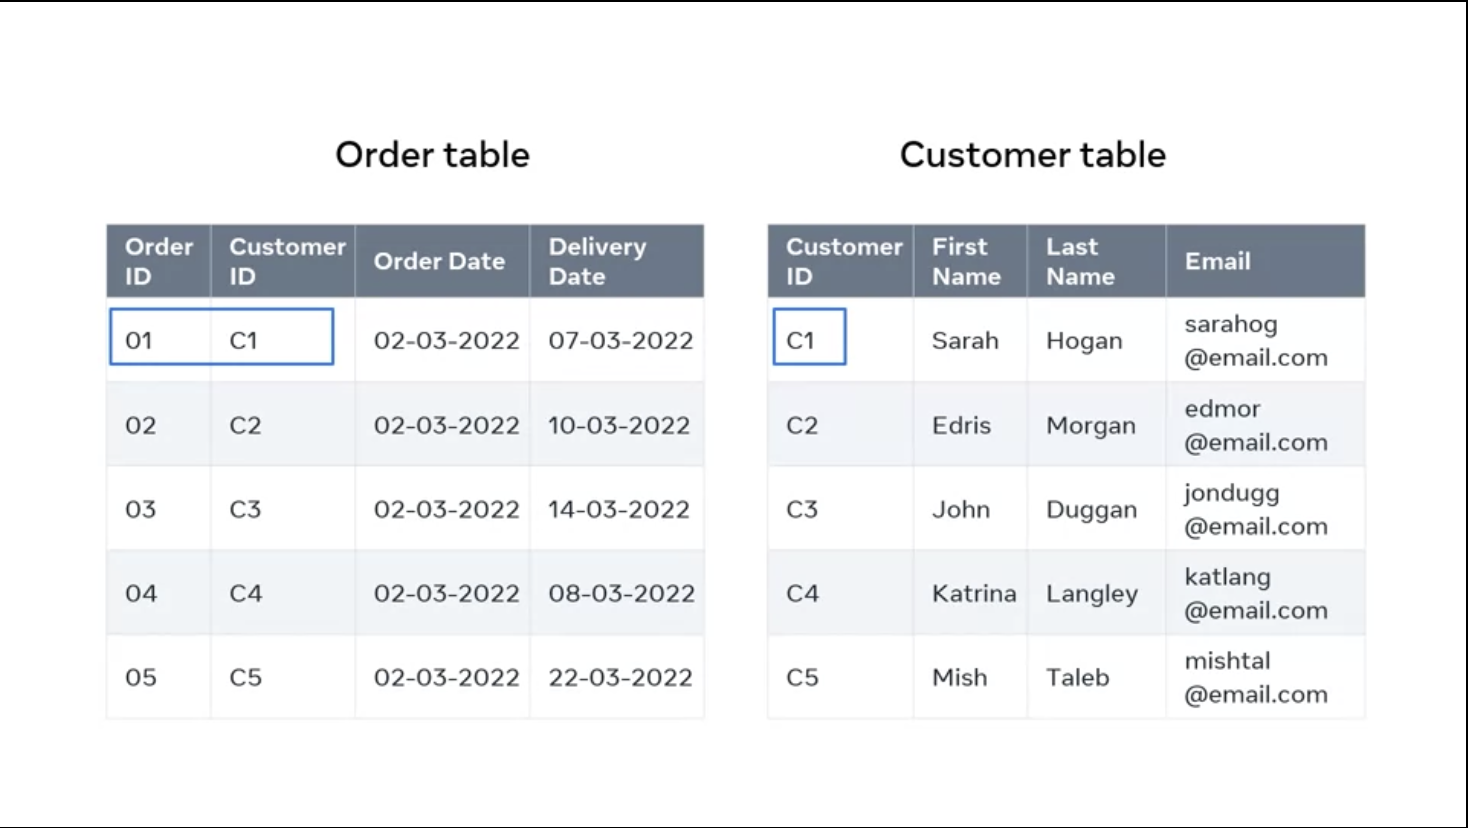 Order table
Order ID Customer ID Order Date Delivery Date
01 C1 02-03-2022 07-03-2022
02 C2 02-03-2022 10-03-2022
03 C3 02-03-2022 14-03-2022
04 C4 02-03-2022 08-03-2022
05 C5 02-03-2022 22-03-2022
Customer table
Customer ID First Name Last Name Email
C1 Sarah Hogan sarahog@email.com
C2 Edris Morgan edmor@email.com
C3 John Duggan jondugg@email.com
C4 Katrina Langley katlang@email.com
C5 Mish Taleb mishtal@email.com